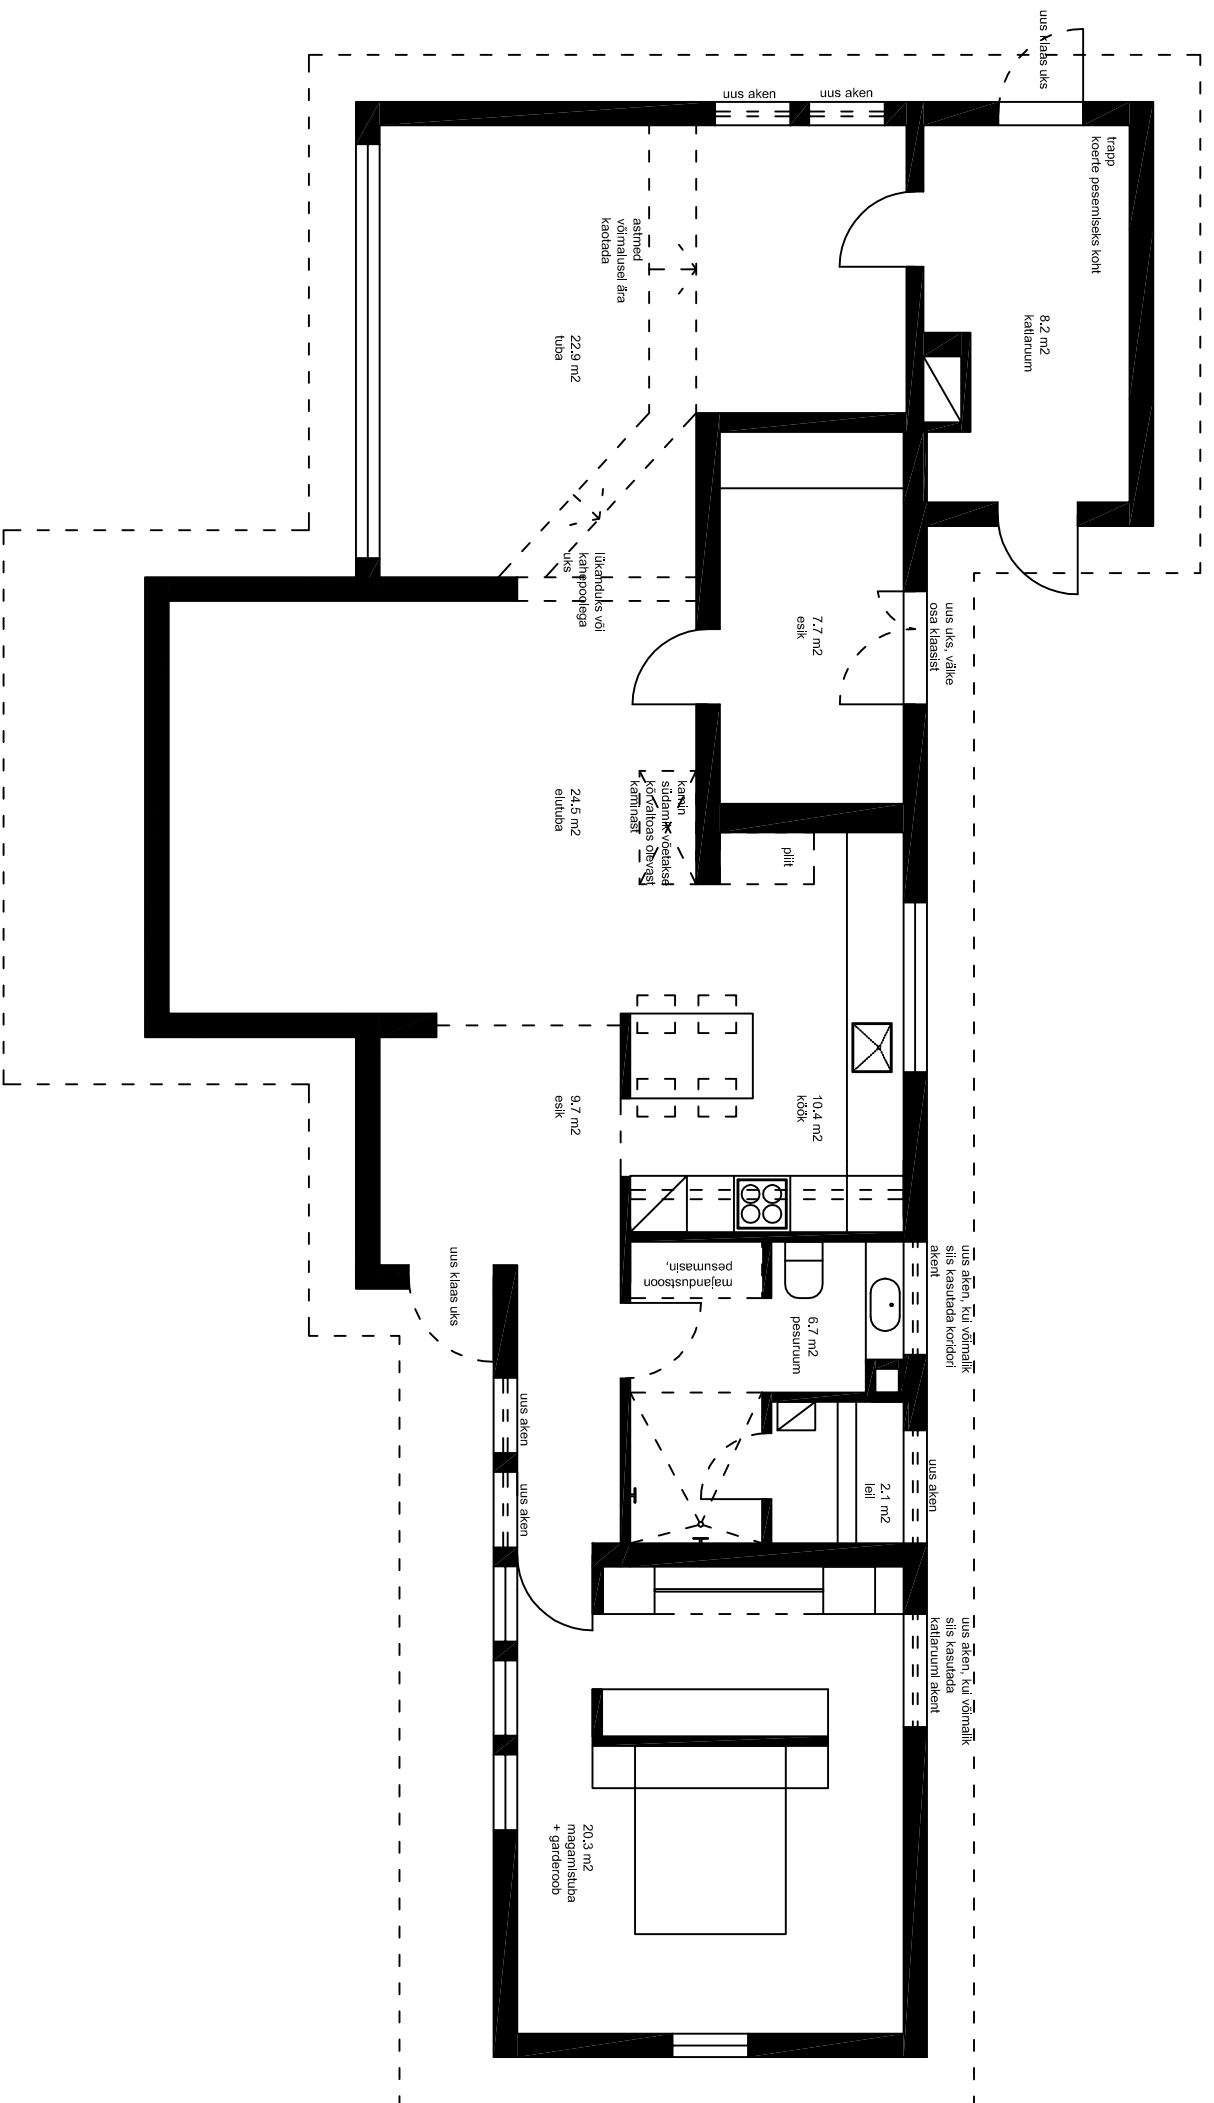 uus klaas uks
uus aken
uus aken
trapp
koerte pesemiseks koht
astmed
võimalusel ära
kaotada
8.2 m2
katlaruum
22.9 m2
tuba
lükanduks või
kahepoolega
uks
7.7 m2
esik
uus uks, välke
osa klaasist
kamin
südamik võetakse
kõrvaltoas olevast
kaminast
24.5 m2
elutuba
pliit
9.7 m2
esik
10.4 m2
köök
uus klaas uks
majandustsoon
pesumasin,
6.7 m2
pesuruum
uus aken, kui võimalik
siis kasutada koridori
akent
uus aken
uus aken
2.1 m2
leil
uus aken
uus aken, kui võimalik
siis kasutada
katlaruumi akent
20.3 m2
magamistuba
+ garderoob